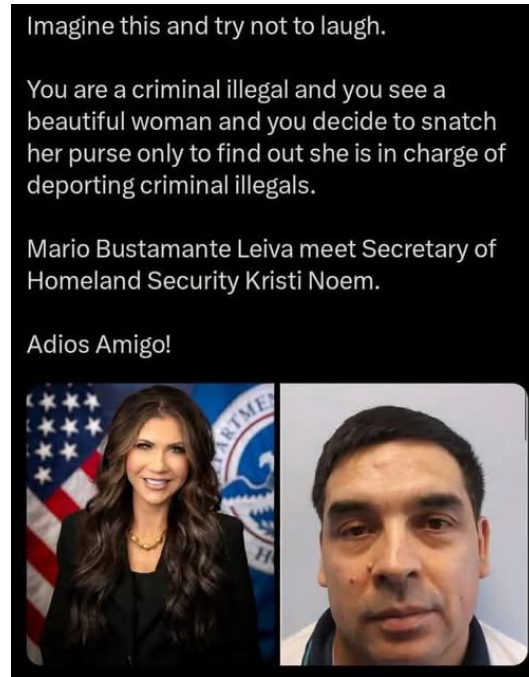 Imagine this and try not to laugh.
You are a criminal illegal and you see a
beautiful woman and you decide to snatch
her purse only to find out she is in charge of
deporting criminal illegals.
Mario Bustamante Leiva meet Secretary of
Homeland Security Kristi Noem.
Adios Amigo!